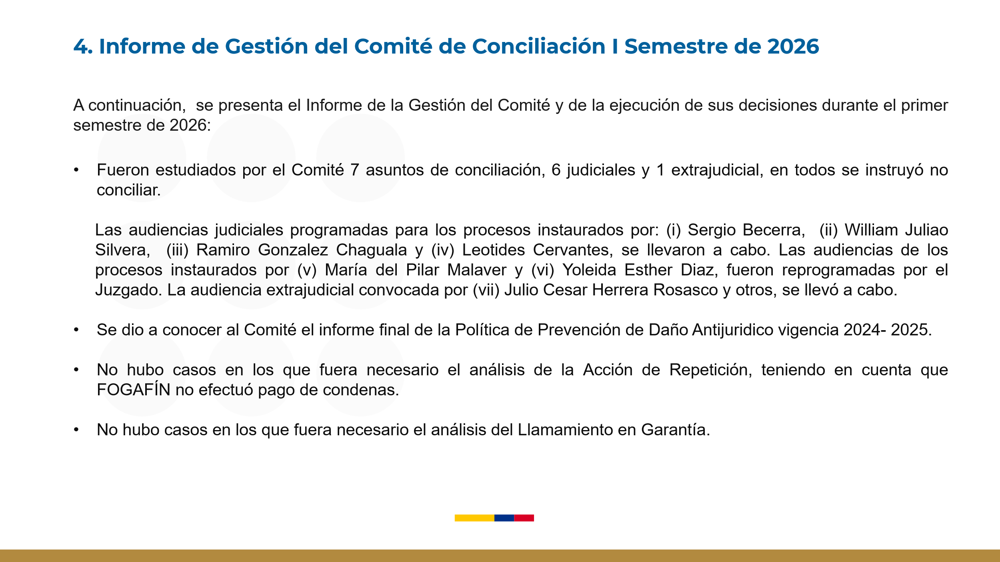 4. Informe de Gestión del Comité de Conciliación I Semestre de 2026
A continuación,  se presenta el Informe de la Gestión del Comité y de la ejecución de sus decisiones durante el primer
semestre de 2026:
• Fueron estudiados por el Comité 7 asuntos de conciliación, 6 judiciales y 1 extrajudicial, en todos se instruyó no
conciliar.
Las audiencias judiciales programadas para los procesos instaurados por: (i) Sergio Becerra,  (ii) William Juliao
Silvera,  (iii) Ramiro Gonzalez Chaguala y (iv) Leotides Cervantes, se llevaron a cabo. Las audiencias de los
procesos instaurados por (v) María del Pilar Malaver y (vi) Yoleida Esther Diaz, fueron reprogramadas por el
Juzgado. La audiencia extrajudicial convocada por (vii) Julio Cesar Herrera Rosasco y otros, se llevó a cabo.
• Se dio a conocer al Comité el informe final de la Política de Prevención de Daño Antijuridico vigencia 2024- 2025.
• No hubo casos en los que fuera necesario el análisis de la Acción de Repetición, teniendo en cuenta que
FOGAFÍN no efectuó pago de condenas.
• No hubo casos en los que fuera necesario el análisis del Llamamiento en Garantía.